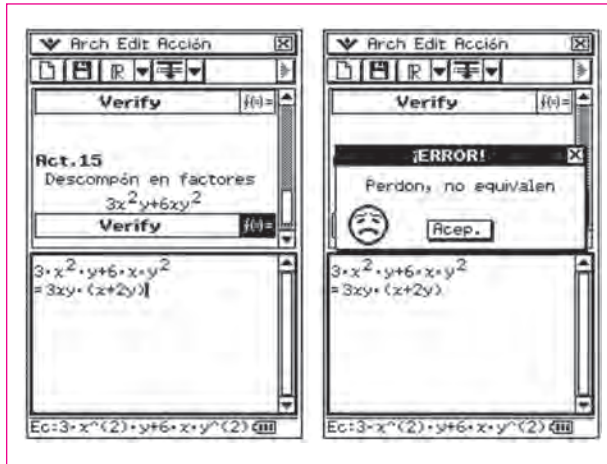 Arch Edit Acción
Verify
Act.15
Descompón en factores
3x²y+6xy²
Verify
3·x²·y+6·x·y²
=3xy·(x+2y)
Ec:3·x^(2)·y+6·x·y^(2)
Arch Edit Acción
Verify
¡ERROR!
Perdon, no equivalen
Acep.
3·x²·y+6·x·y²
=3xy·(x+2y)
Ec:3·x^(2)·y+6·x·y^(2)